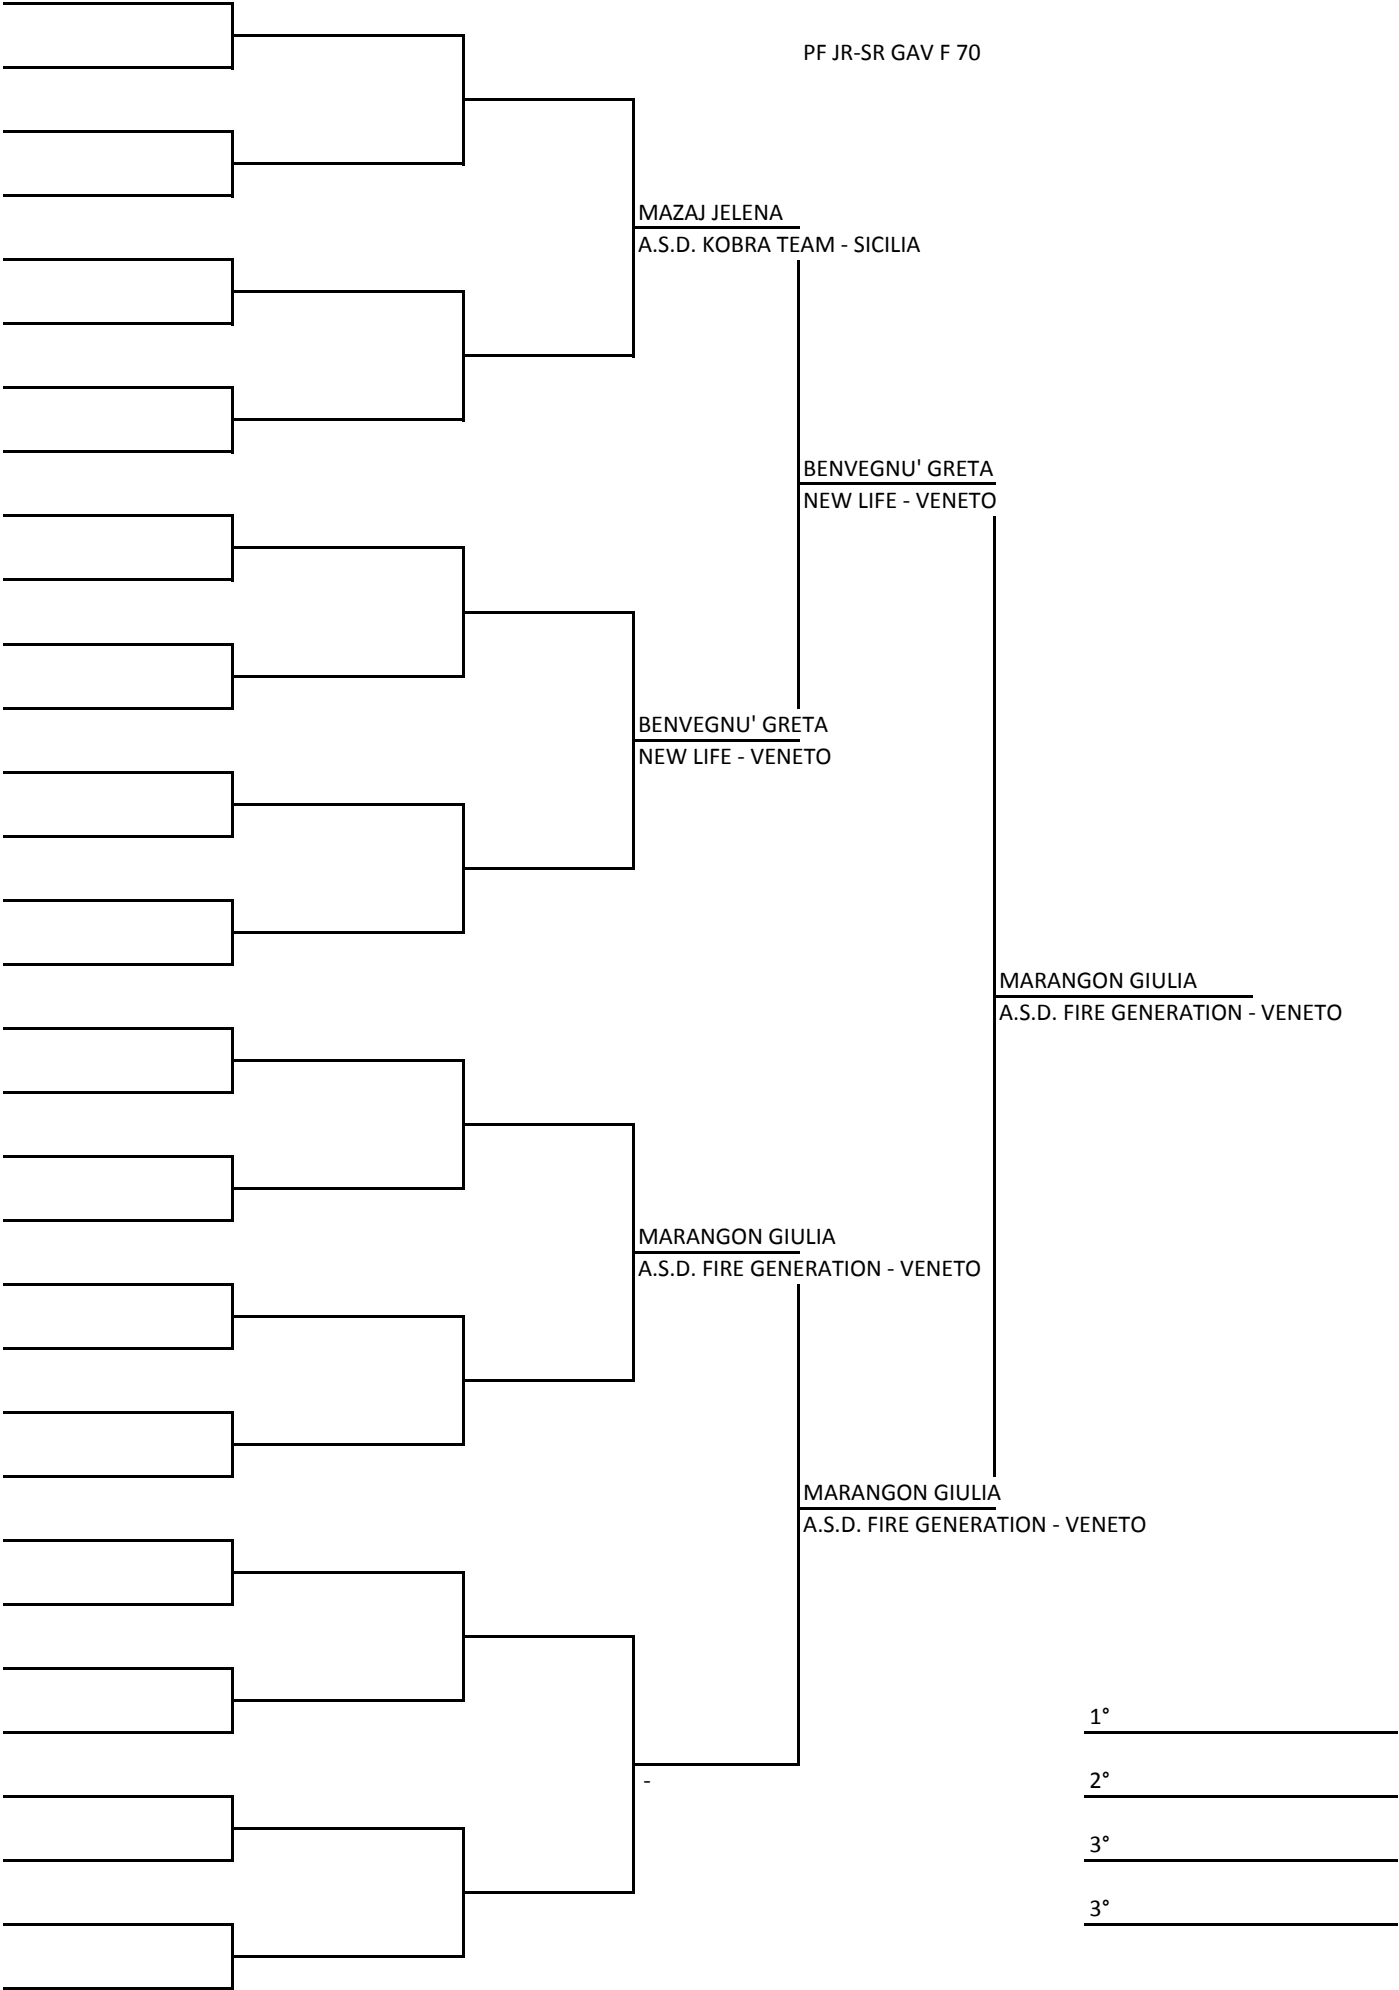 PF JR-SR GAV F 70
MAZAJ JELENA
A.S.D. KOBRA TEAM - SICILIA
BENVEGNU' GRETA
NEW LIFE - VENETO
BENVEGNU' GRETA
NEW LIFE - VENETO
MARANGON GIULIA
A.S.D. FIRE GENERATION - VENETO
MARANGON GIULIA
A.S.D. FIRE GENERATION - VENETO
MARANGON GIULIA
A.S.D. FIRE GENERATION - VENETO
1°
-
2°
3°
3°